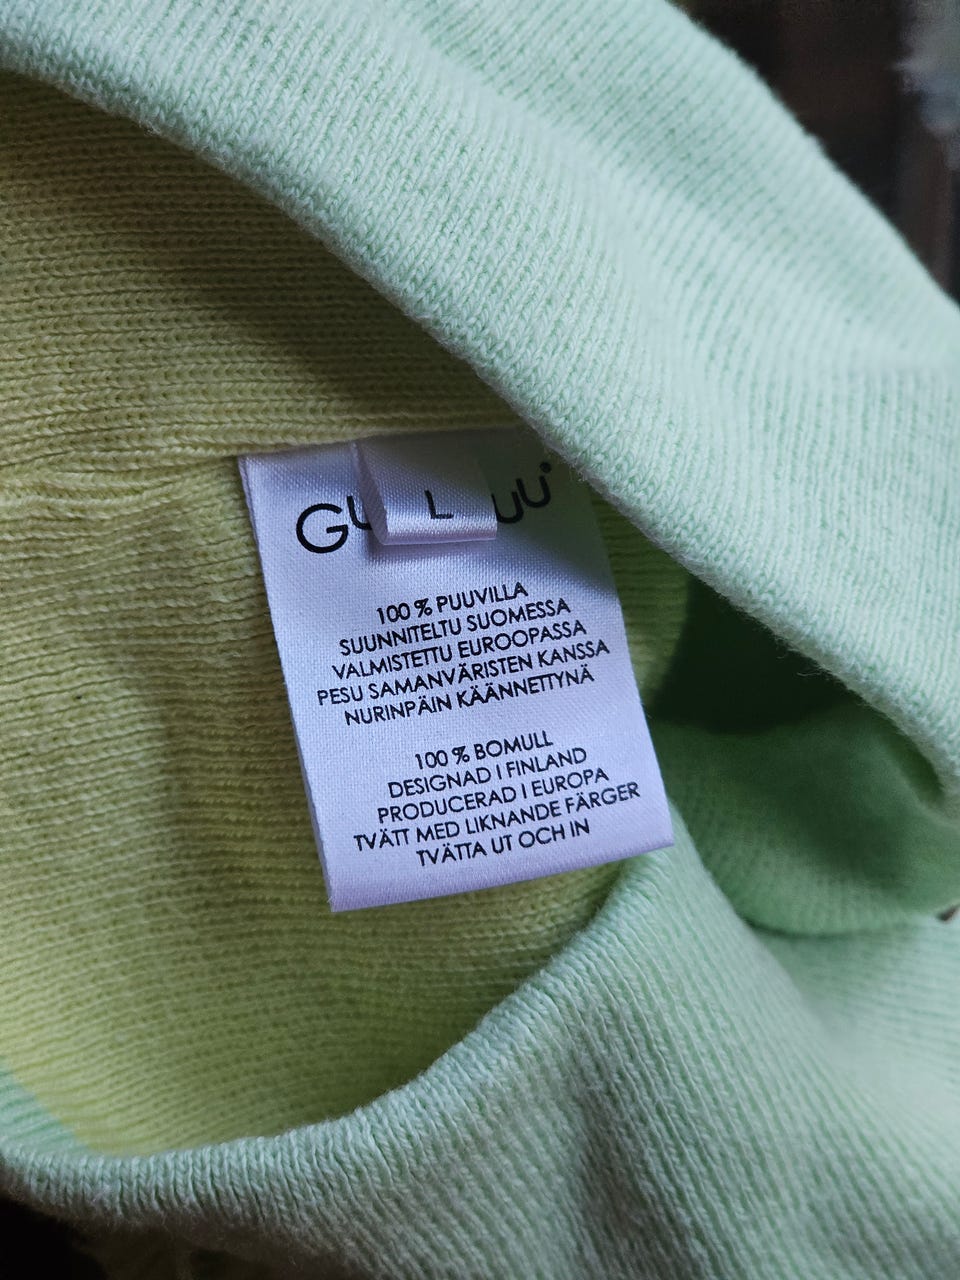 L
100 % PUUVILLA
SUUNNITELTU SUOMESSA
VALMISTETTU EUROOPASSA
PESU SAMANVÄRISTEN KANSSA
NURINPÄIN KÄÄNNETTYNÄ
100 % BOMULL
DESIGNAD I FINLAND
PRODUCERAD I EUROPA
TVÄTT MED LIKNANDE FÄRGER
TVÄTTA UT OCH IN